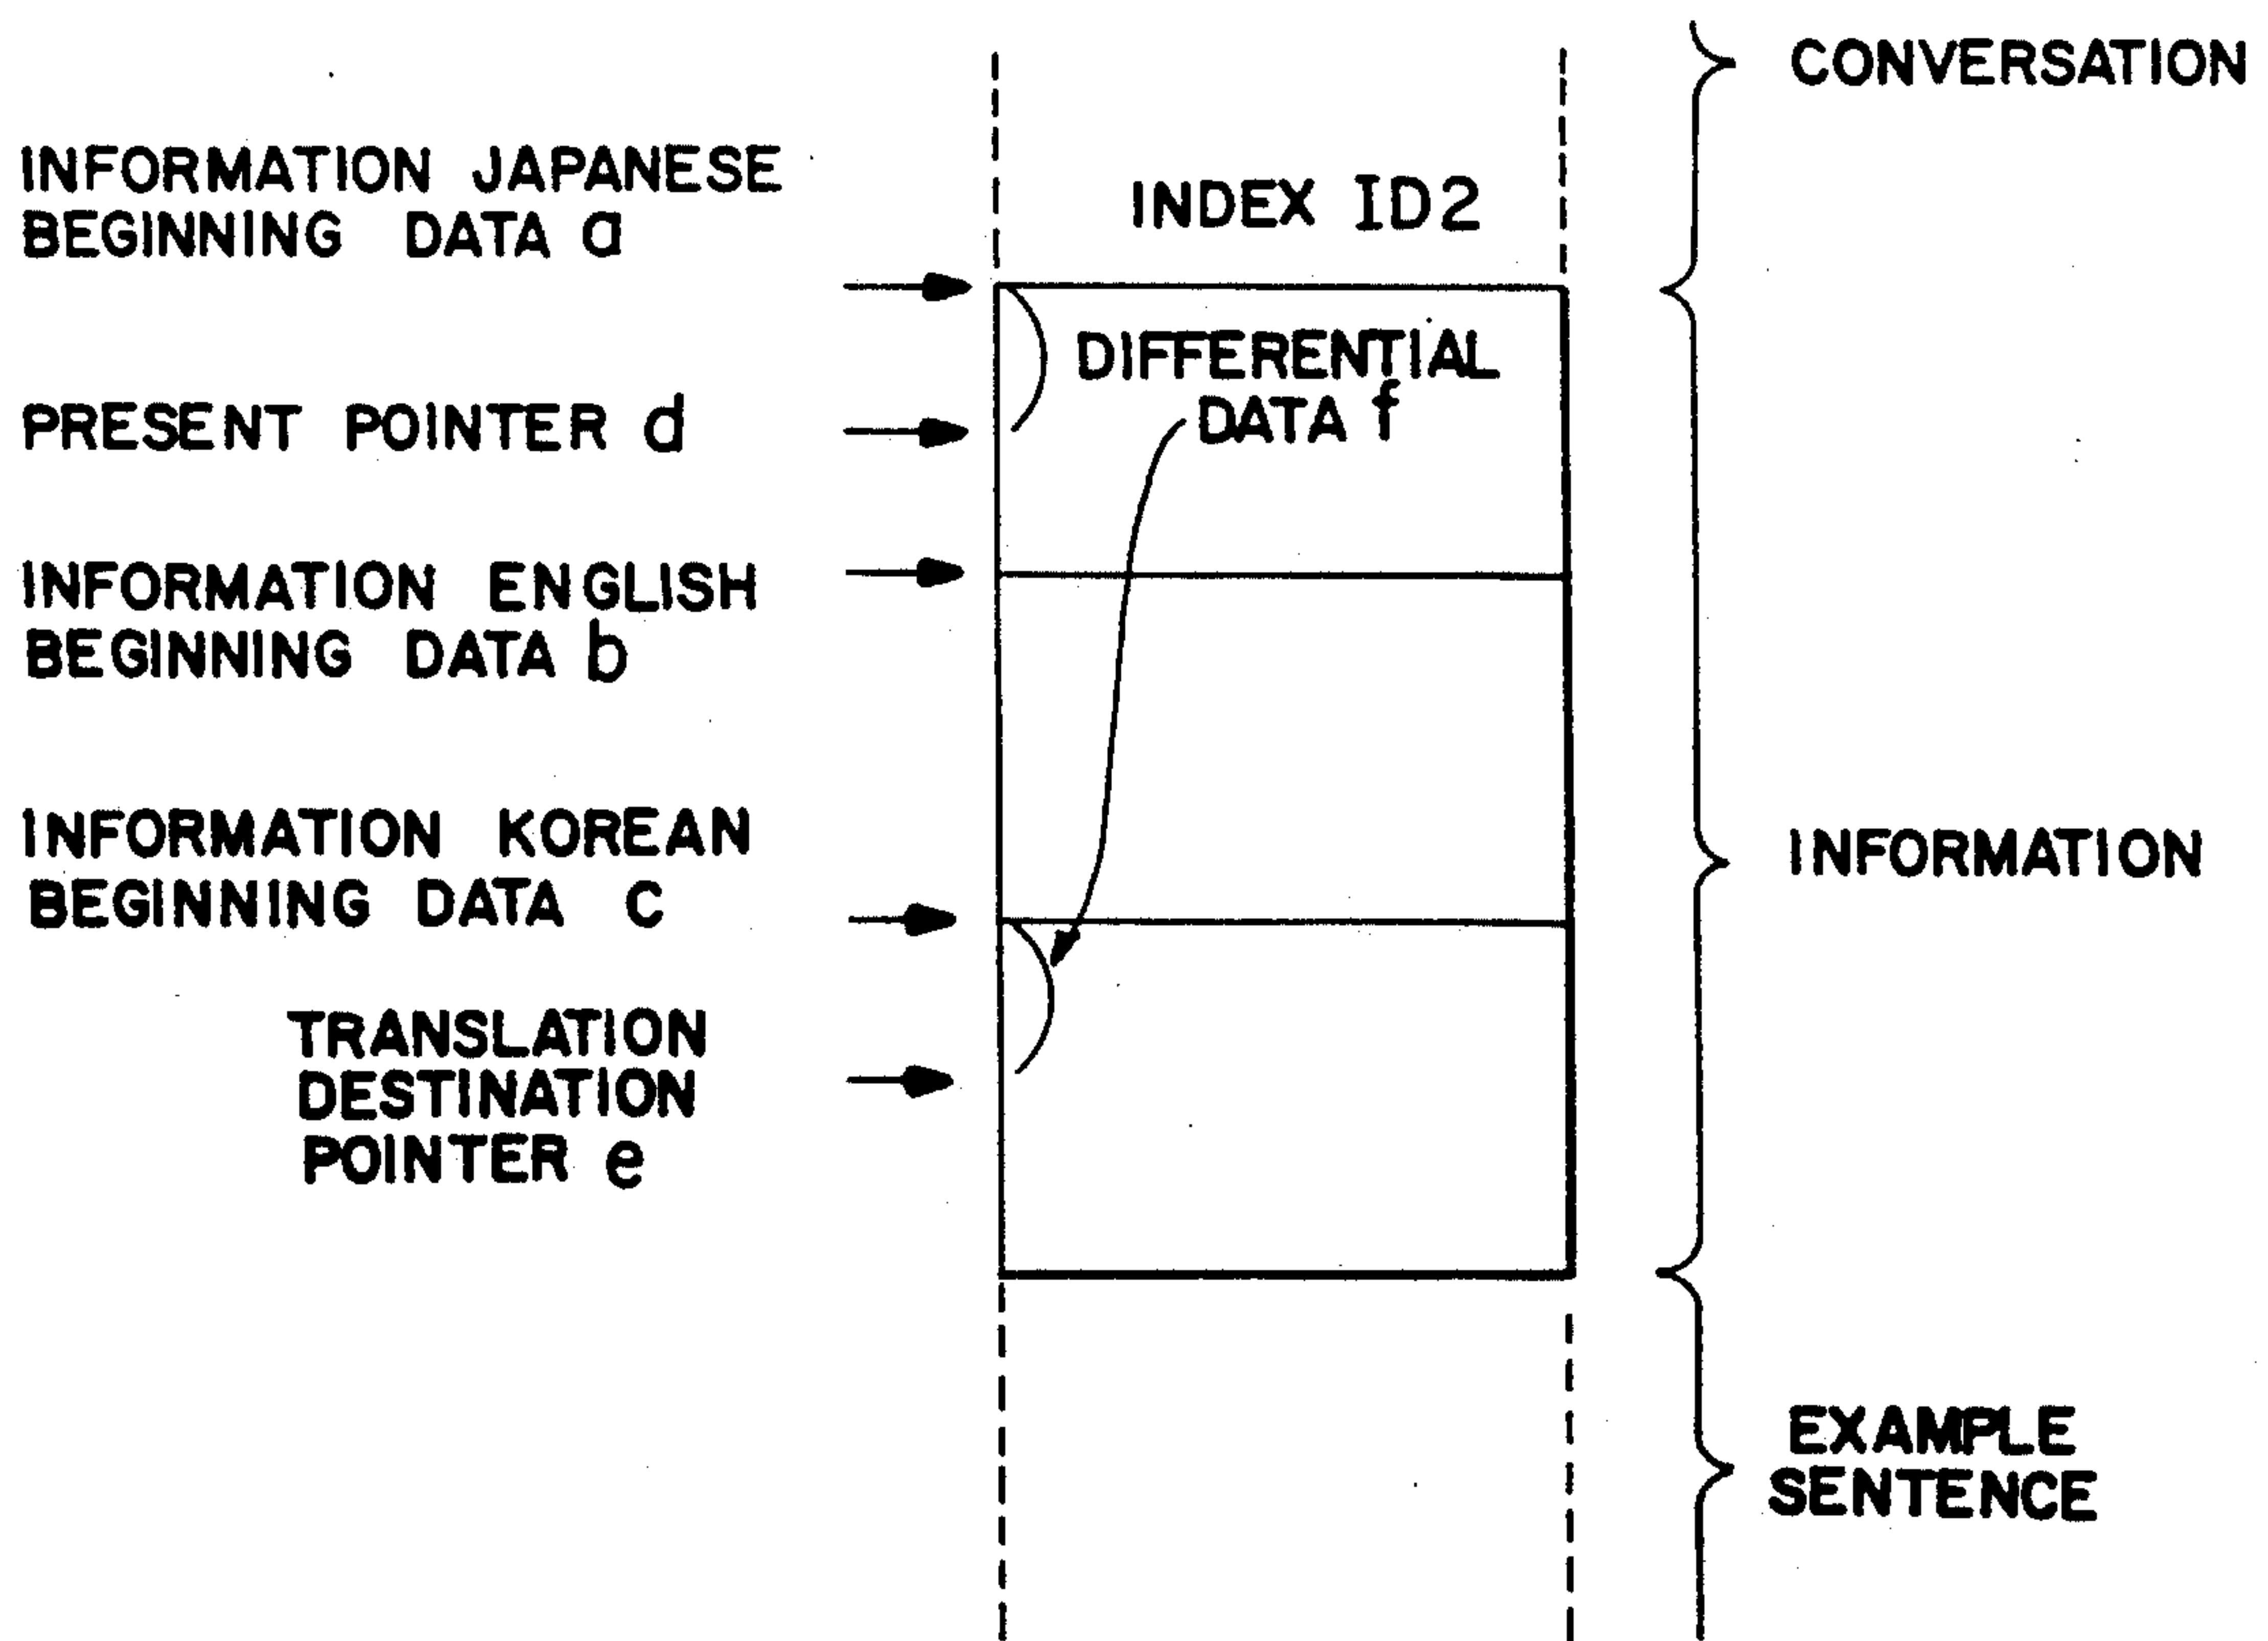 CONVERSATION
INFORMATION JAPANESE
BEGINNING DATA a
INDEX ID2
DIFFERENTIAL
DATA f
PRESENT POINTER d
INFORMATION ENGLISH
BEGINNING DATA b
INFORMATION KOREAN
BEGINNING DATA c
INFORMATION
TRANSLATION
DESTINATION
POINTER e
EXAMPLE
SENTENCE